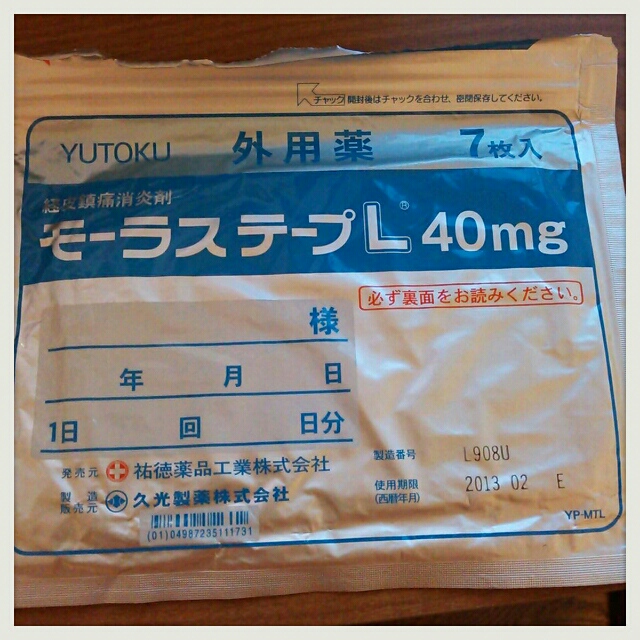 チャック 開封後はチャックを合わせ、密閉保存してください。
YUTOKU 外用薬 7枚入
経皮鎮痛消炎剤
モーラステープL® 40mg
必ず裏面をお読みください。
様
年 月 日
1日 回 日分
発売元 祐徳薬品工業株式会社
製造販売元 久光製薬株式会社
(01)04987235111731
製造番号 L908U
使用期限 (西暦年月) 2013 02 E
YP-MTL